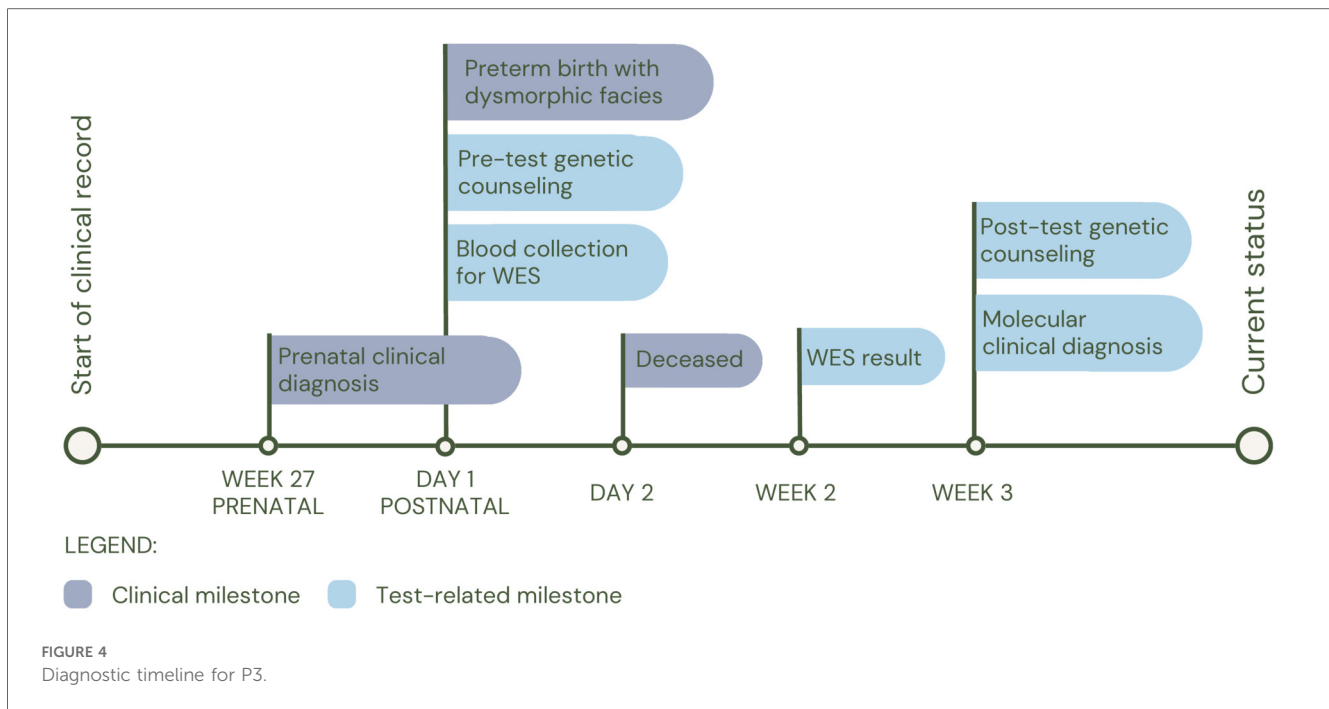 Start of clinical record
Preterm birth with
dysmorphic facies
Pre-test genetic
counseling
Blood collection
for WES
Prenatal clinical
diagnosis
Deceased
WES result
Post-test genetic
counseling
Molecular
clinical diagnosis
Current status
WEEK 27
PRENATAL
DAY 1
POSTNATAL
DAY 2
WEEK 2
WEEK 3
LEGEND:
Clinical milestone
Test-related milestone
FIGURE 4
Diagnostic timeline for P3.